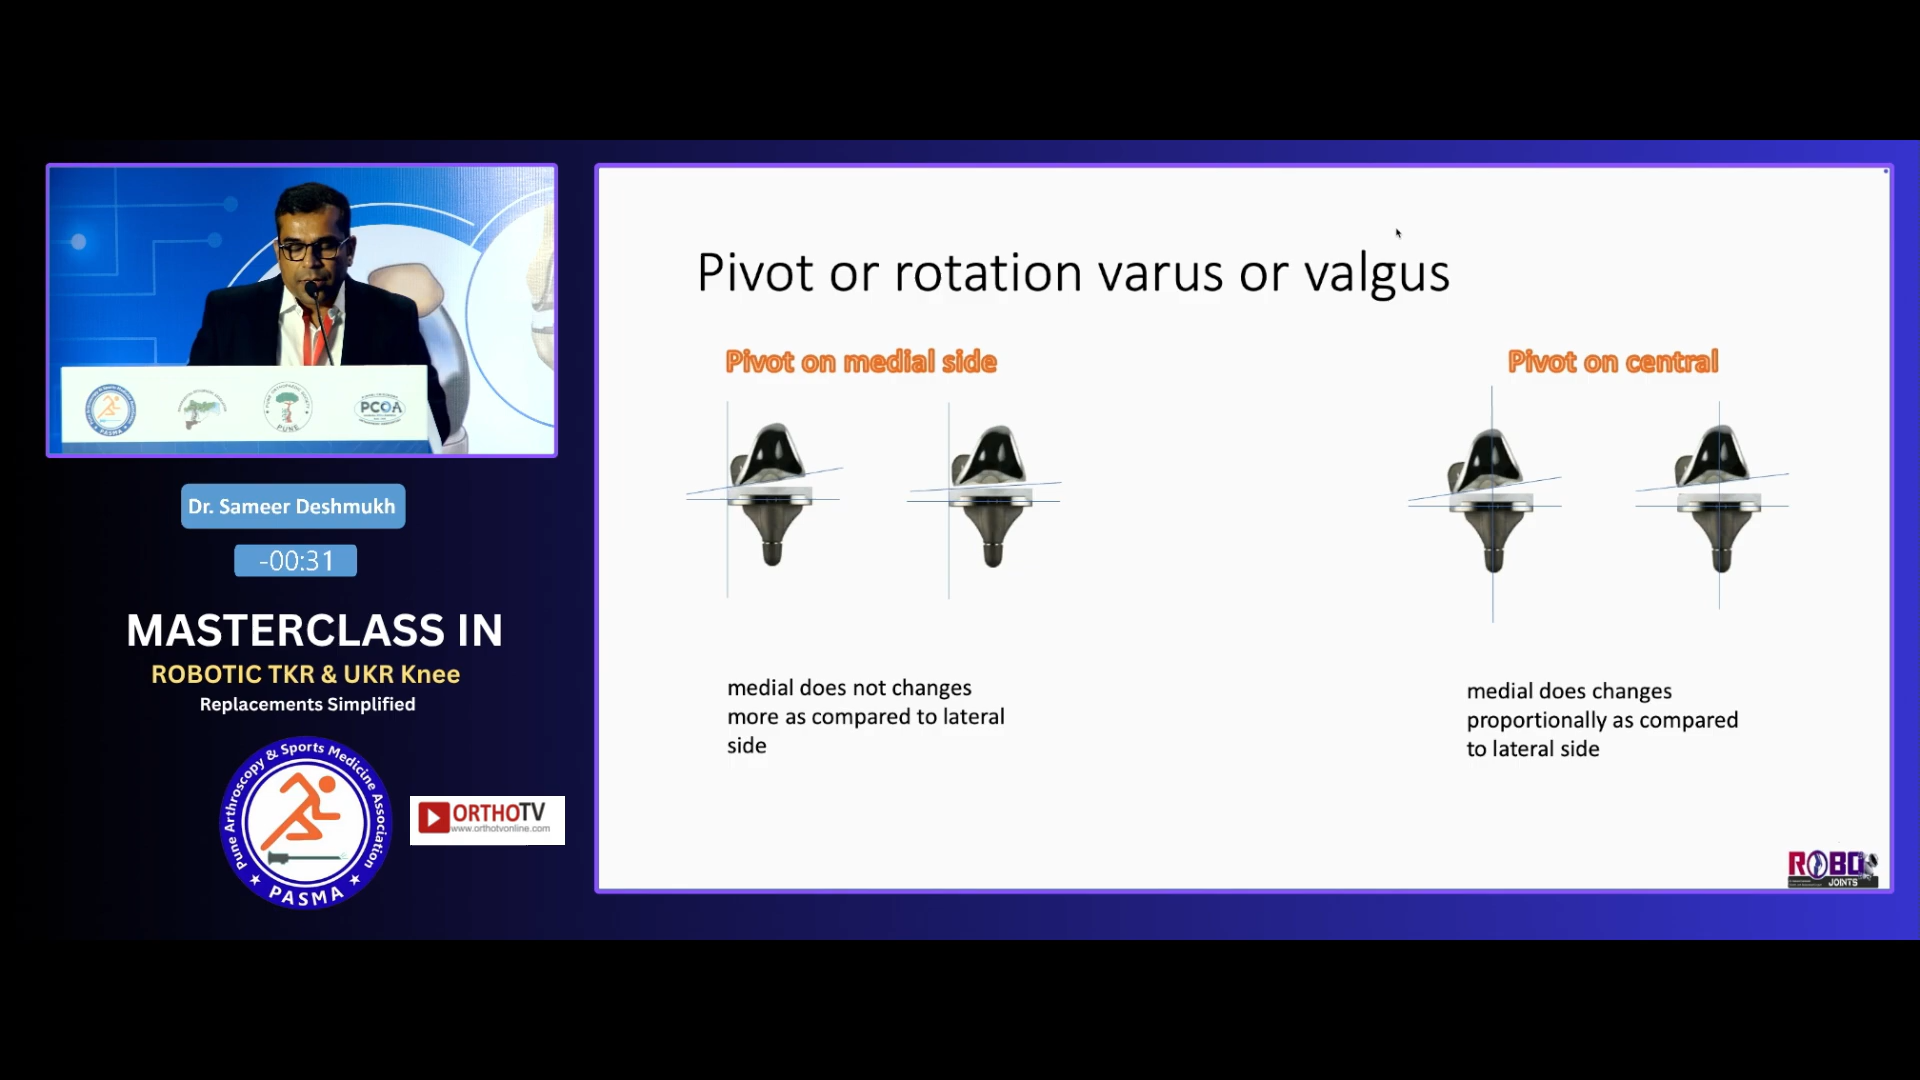 Pivot or rotation varus or valgus
Pivot on medial side
Pivot on central
medial does not changes
more as compared to lateral
side
medial does changes
proportionally as compared
to lateral side
ROBO
JOINTS
PCOA
PUNE
PASMA
Dr. Sameer Deshmukh
-00:31
MASTERCLASS IN
ROBOTIC TKR & UKR Knee
Replacements Simplified
Pune Arthroscopy & Sports Medicine Association
PASMA
ORTHOTV
www.orthotvonline.com